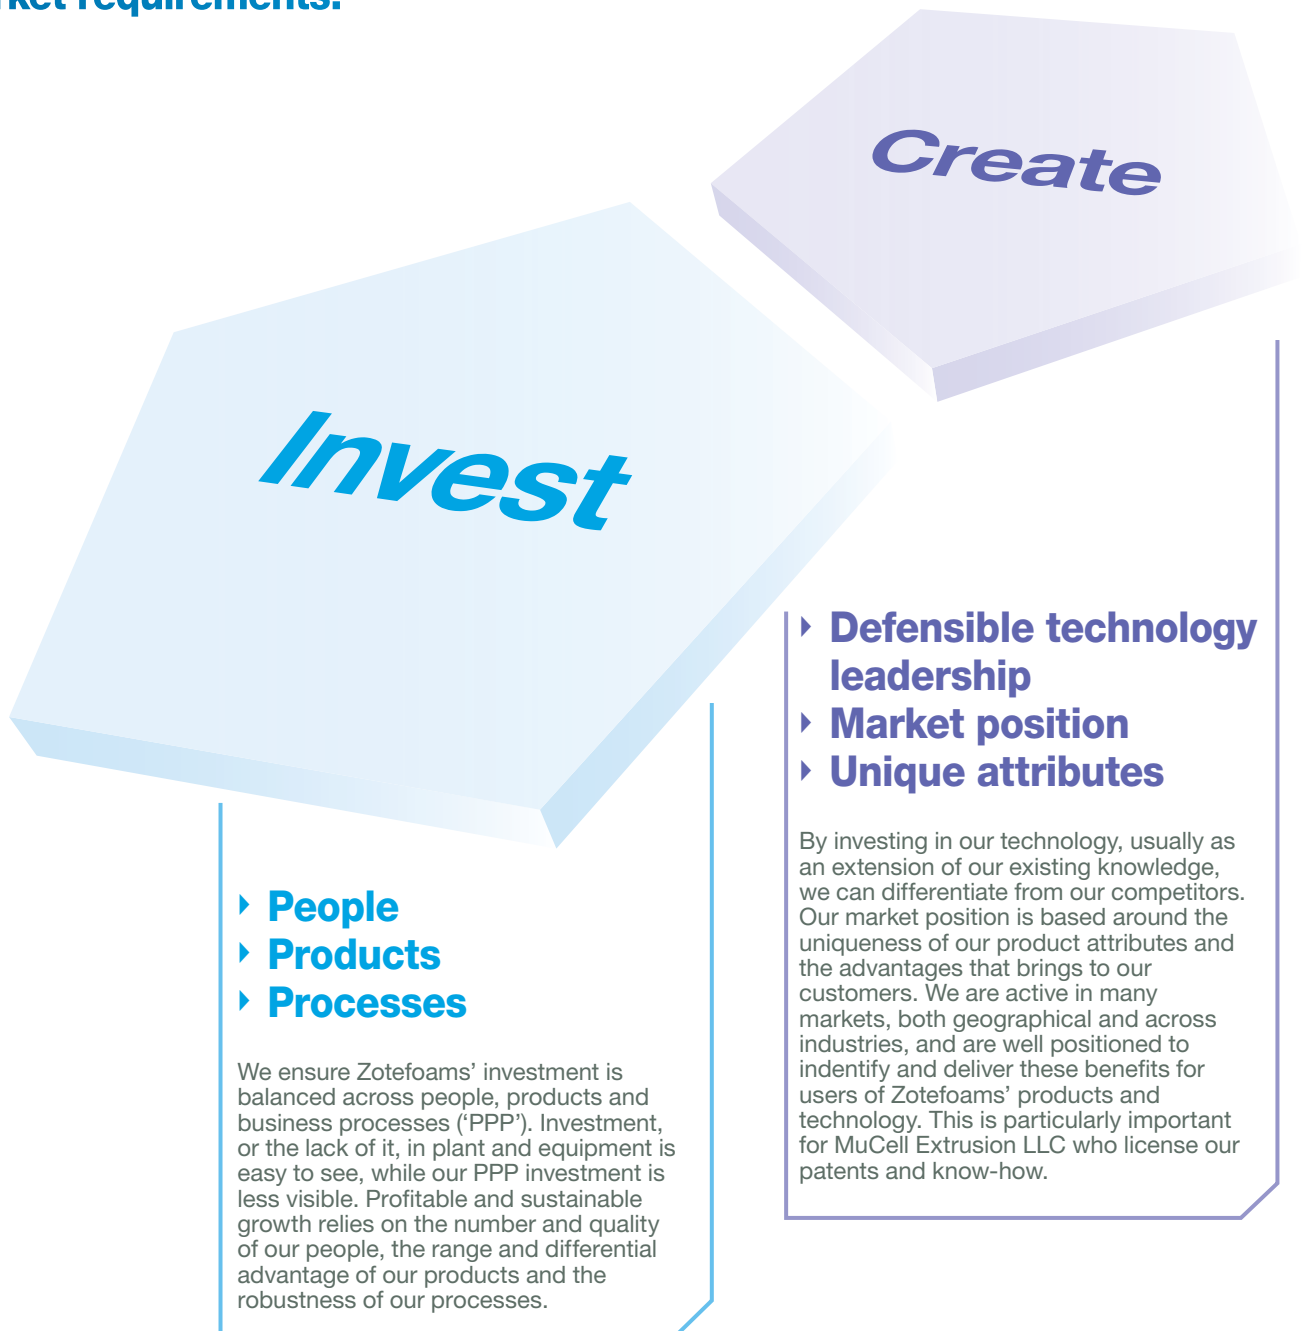 rket requirements.
Create
Invest
Defensible technology
leadership
Market position
Unique attributes
By investing in our technology, usually as
an extension of our existing knowledge,
we can differentiate from our competitors.
Our market position is based around the
uniqueness of our product attributes and
the advantages that brings to our
customers. We are active in many
markets, both geographical and across
industries, and are well positioned to
indentify and deliver these benefits for
users of Zotefoams’ products and
technology. This is particularly important
for MuCell Extrusion LLC who license our
patents and know-how.
People
Products
Processes
We ensure Zotefoams’ investment is
balanced across people, products and
business processes (‘PPP’). Investment,
or the lack of it, in plant and equipment is
easy to see, while our PPP investment is
less visible. Profitable and sustainable
growth relies on the number and quality
of our people, the range and differential
advantage of our products and the
robustness of our processes.